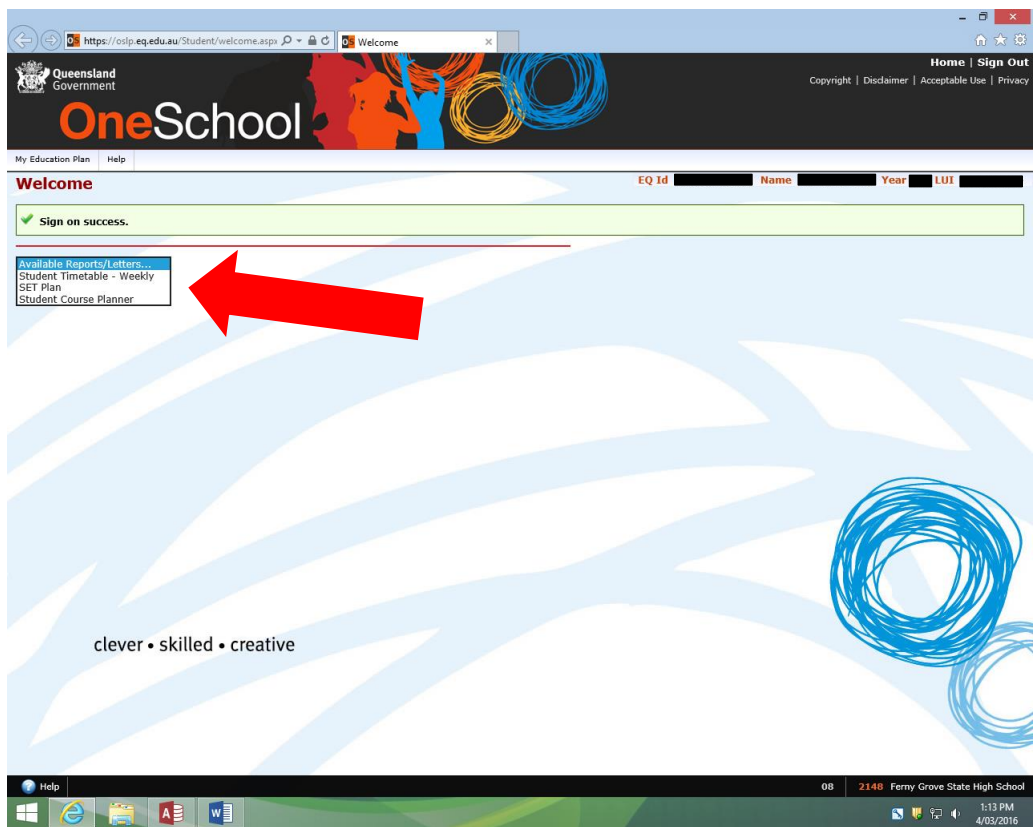 https://oslp.eq.edu.au/Student/welcome.asp
Welcome
Home | Sign Out
Copyright | Disclaimer | Acceptable Use | Privacy
Queensland
Government
OneSchool
My Education Plan Help
Welcome
EQ Id Name Year LUI
Sign on success.
Available Reports/Letters...
Student Timetable - Weekly
SET Plan
Student Course Planner
clever • skilled • creative
Help
08 2148 Ferny Grove State High School
1:13 PM
4/03/2016